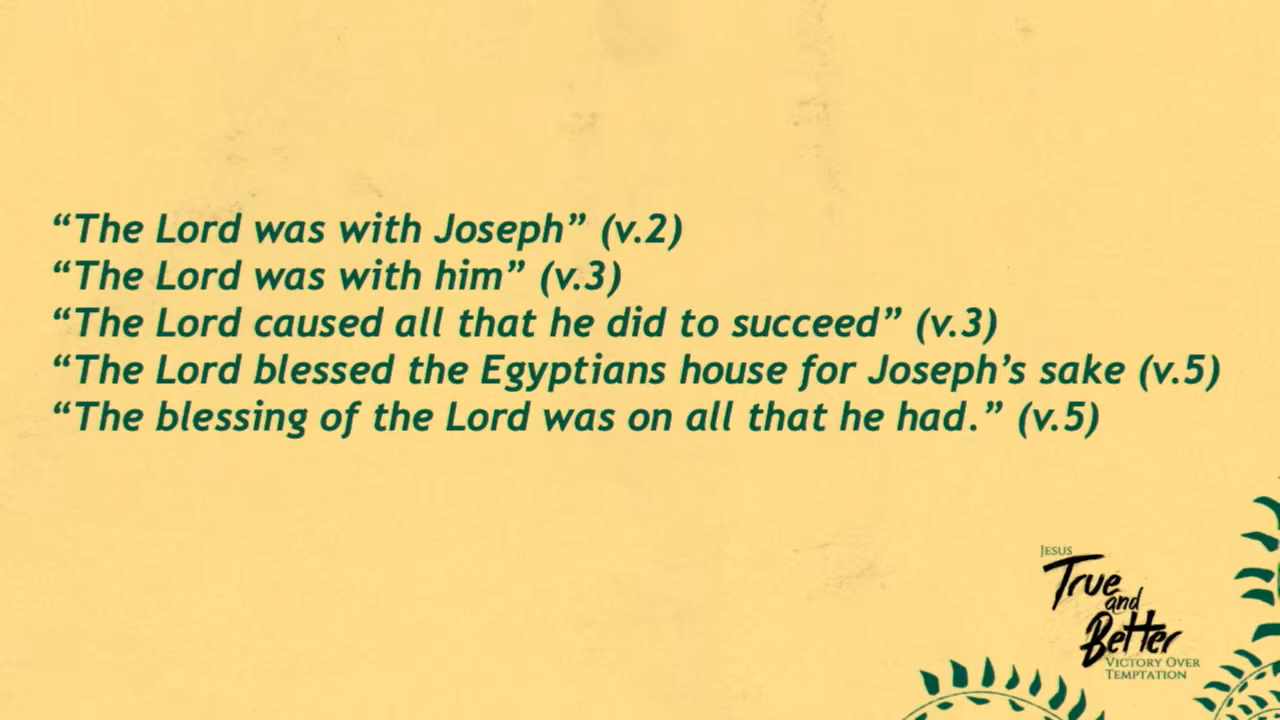 “The Lord was with Joseph” (v.2)
“The Lord was with him” (v.3)
“The Lord caused all that he did to succeed” (v.3)
“The Lord blessed the Egyptians house for Joseph’s sake (v.5)
“The blessing of the Lord was on all that he had.” (v.5)
Jesus
True
and
Better
Victory Over
Temptation